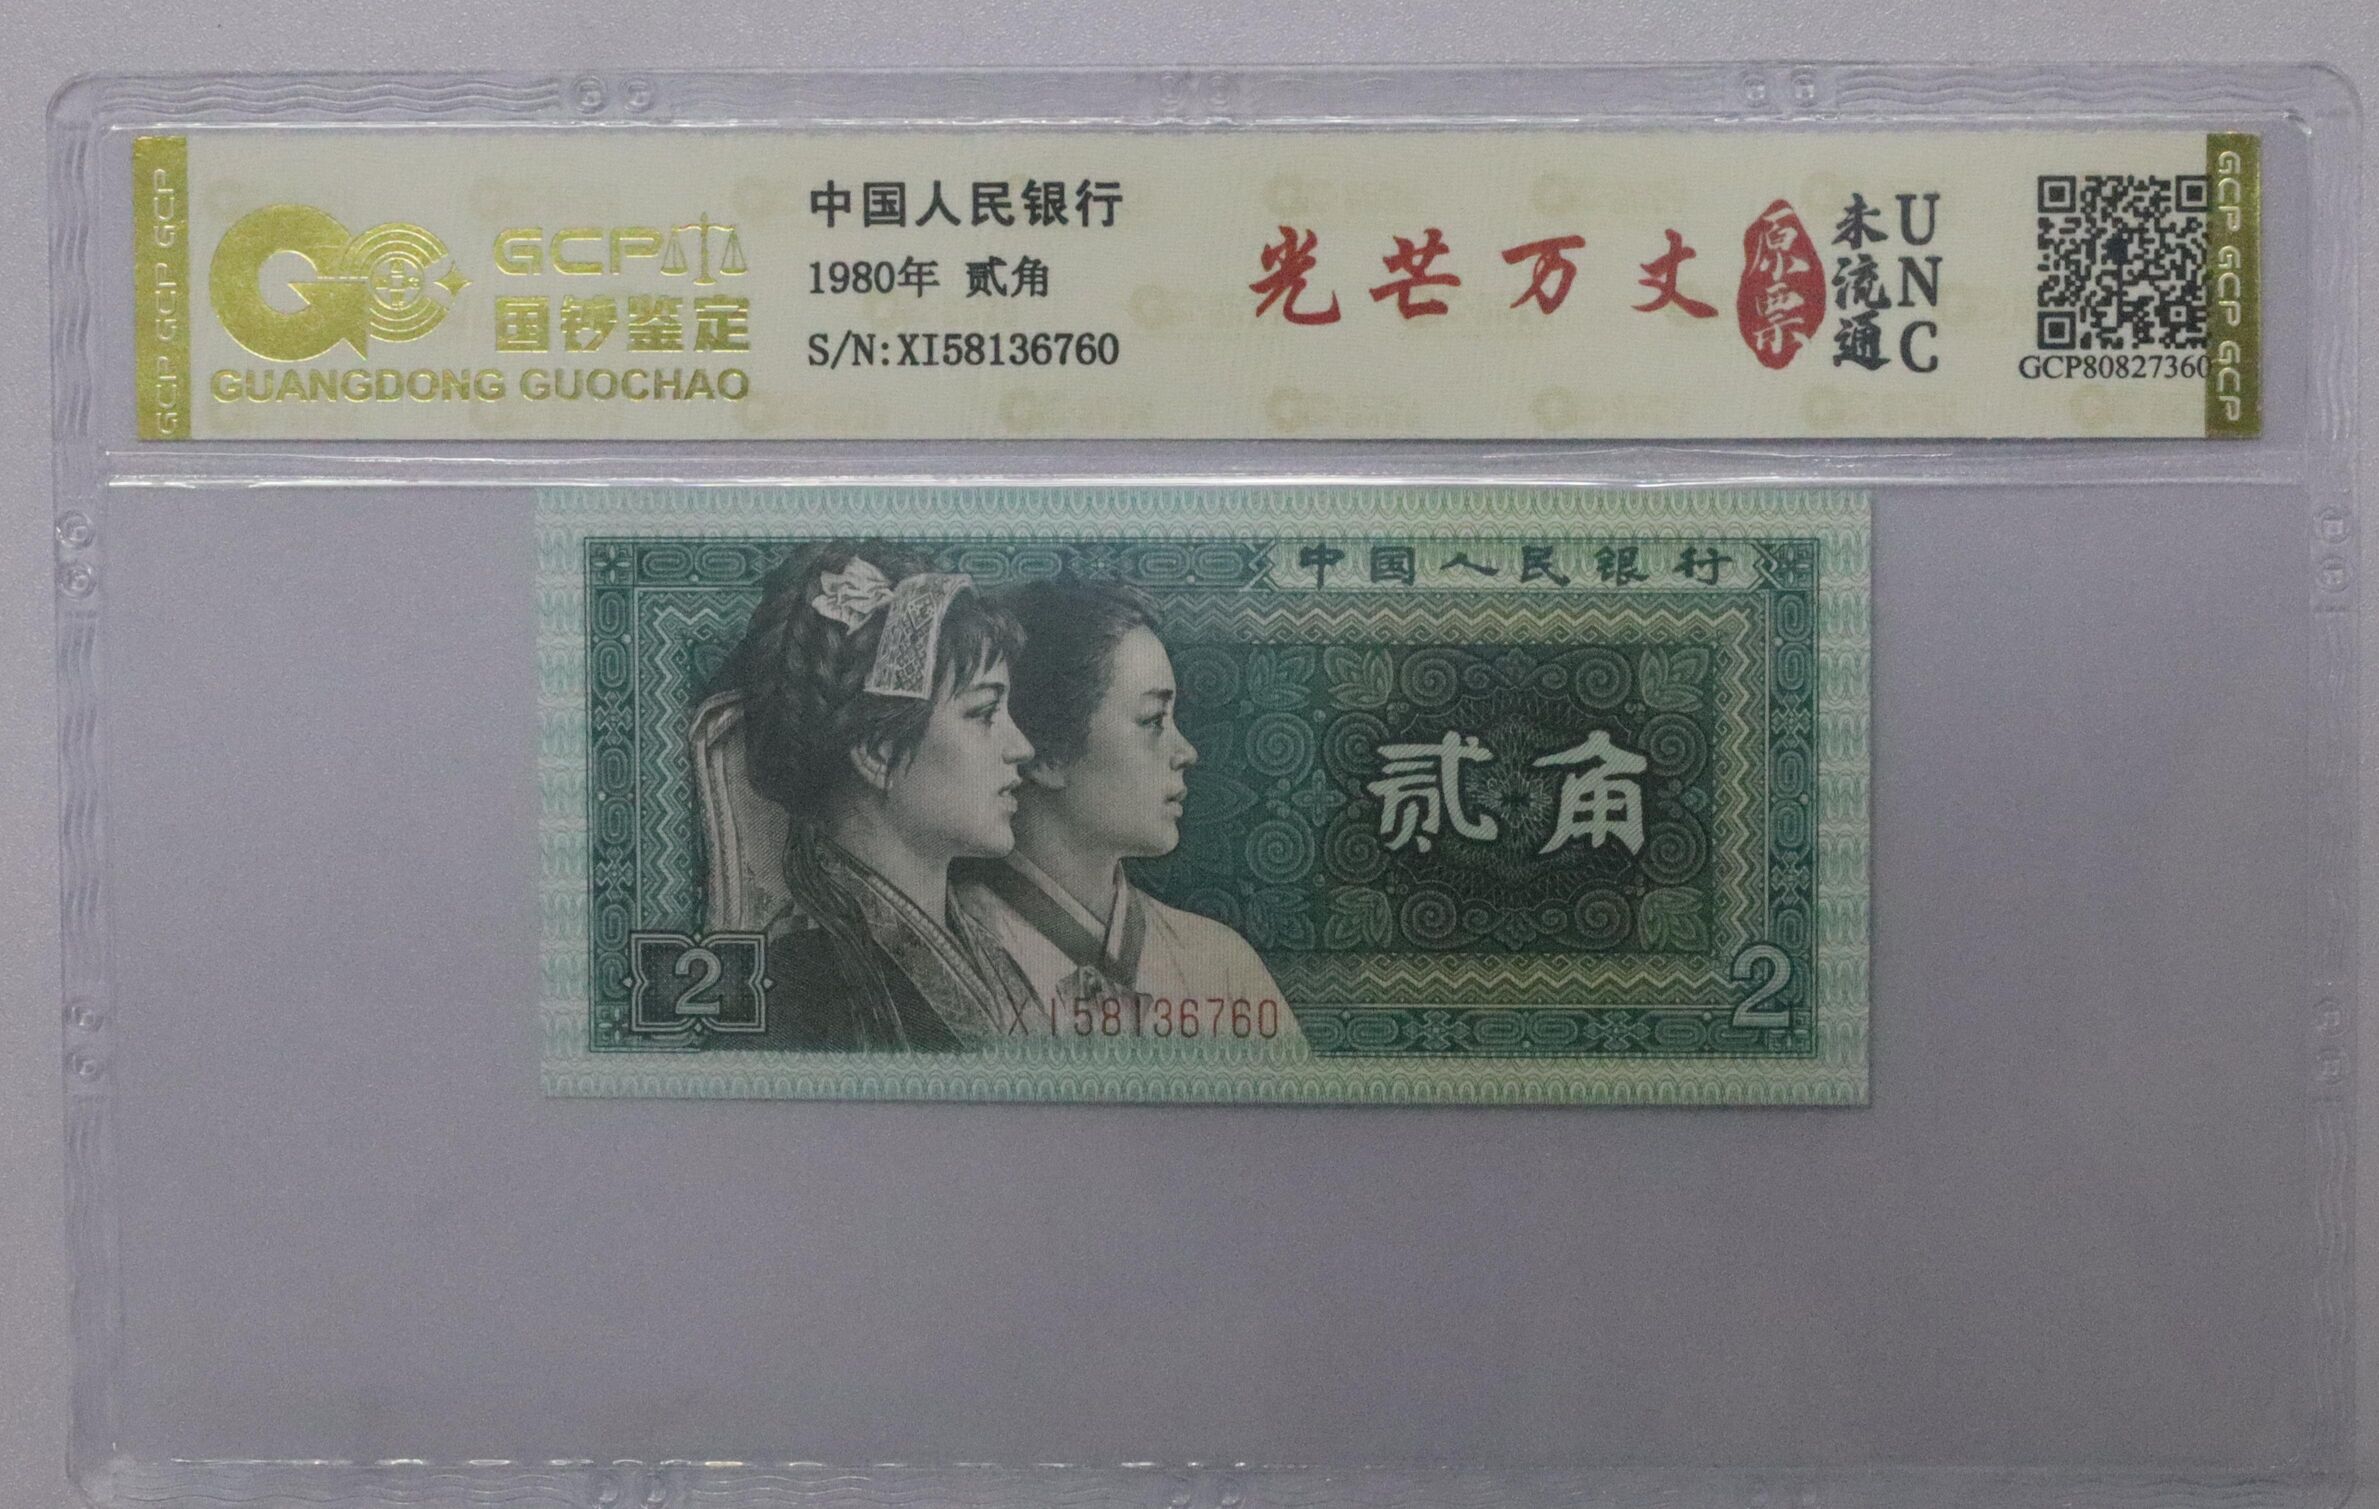 GCP GCP GCP
GCP
国钞鉴定
GUANGDONG GUOCHAO
中国人民银行
1980年 贰角
S/N:XI58136760
光芒万丈
原票
未流通
UNC
GCP80827360
GCP GCP GCP
中国人民银行
贰角
2
XI58136760
2